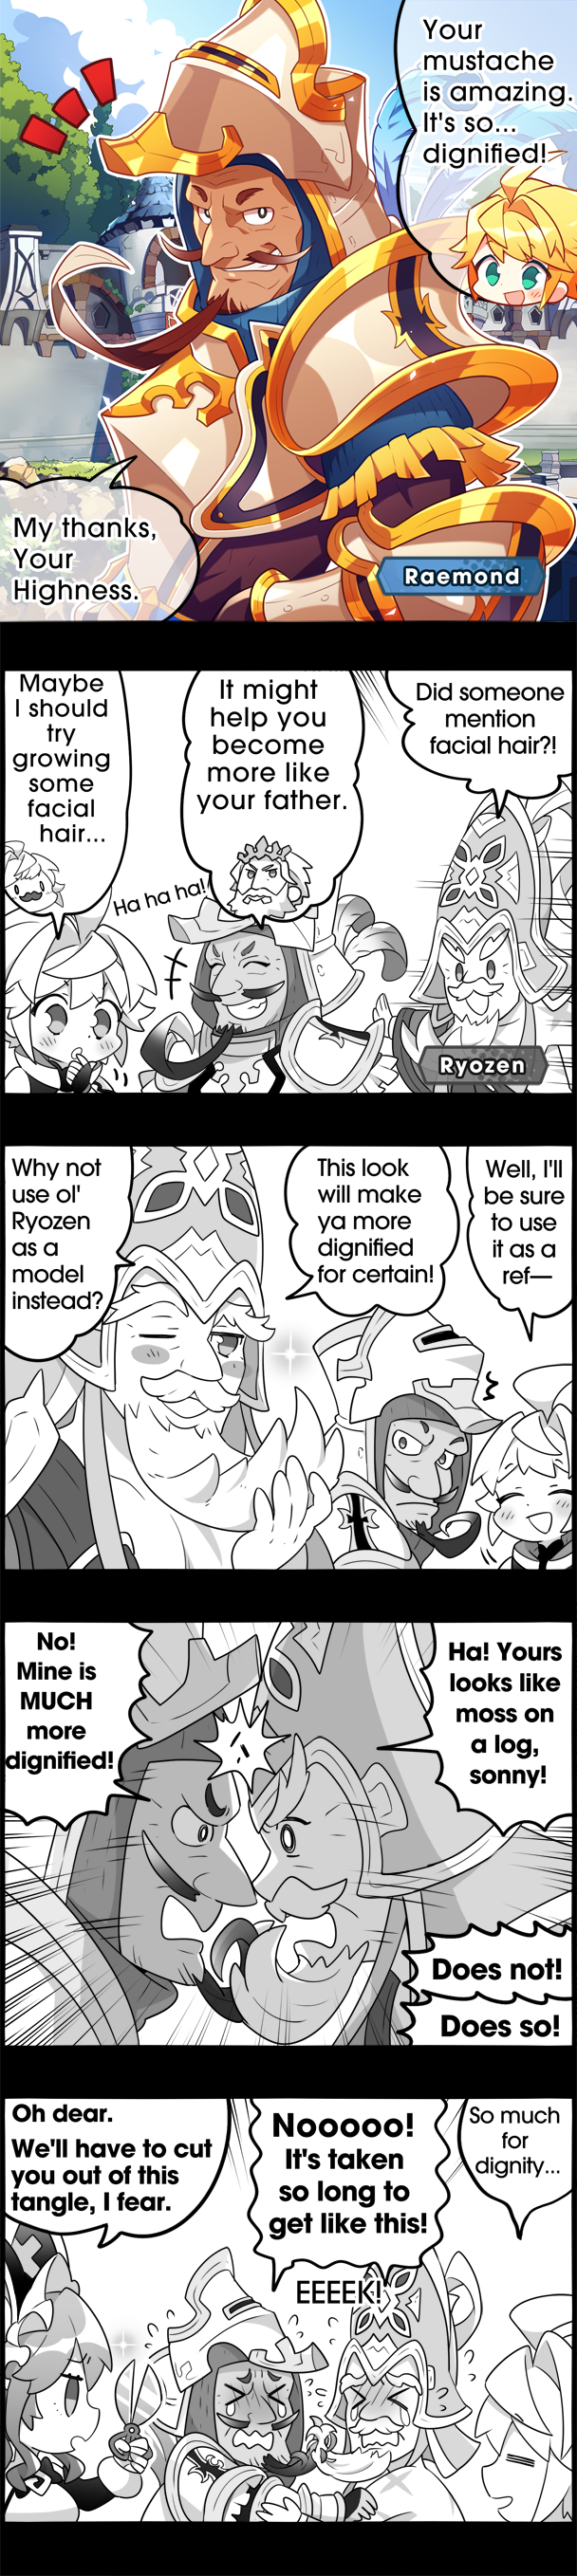 Your
mustache
is amazing.
It's so...
dignified!
My thanks,
Your
Highness.
Raemond
Maybe
I should
try
growing
some
facial
hair...
It might
help you
become
more like
your father.
Ha ha ha!
Did someone
mention
facial hair?!
Ryozen
Why not
use ol'
Ryozen
as a
model
instead?
This look
will make
ya more
dignified
for certain!
Well, I'll
be sure
to use
it as a
ref—
No!
Mine is
MUCH
more
dignified!
Ha! Yours
looks like
moss on
a log,
sonny!
Does not!
Does so!
Oh dear.
We'll have to cut
you out of this
tangle, I fear.
Nooooo!
It's taken
so long to
get like this!
EEEEK!
So much
for
dignity...